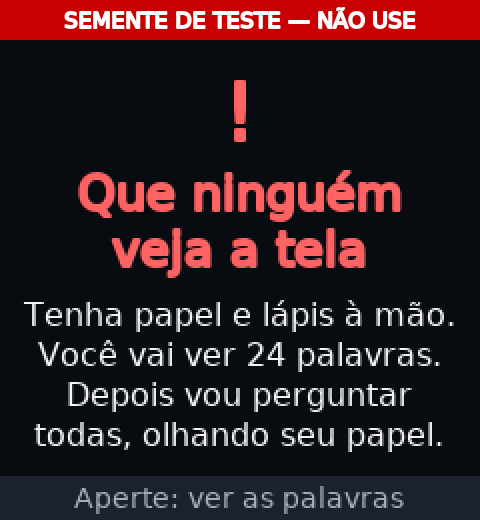 SEMENTE DE TESTE — NÃO USE
!
Que ninguém
veja a tela
Tenha papel e lápis à mão.
Você vai ver 24 palavras.
Depois vou perguntar
todas, olhando seu papel.
Aperte: ver as palavras